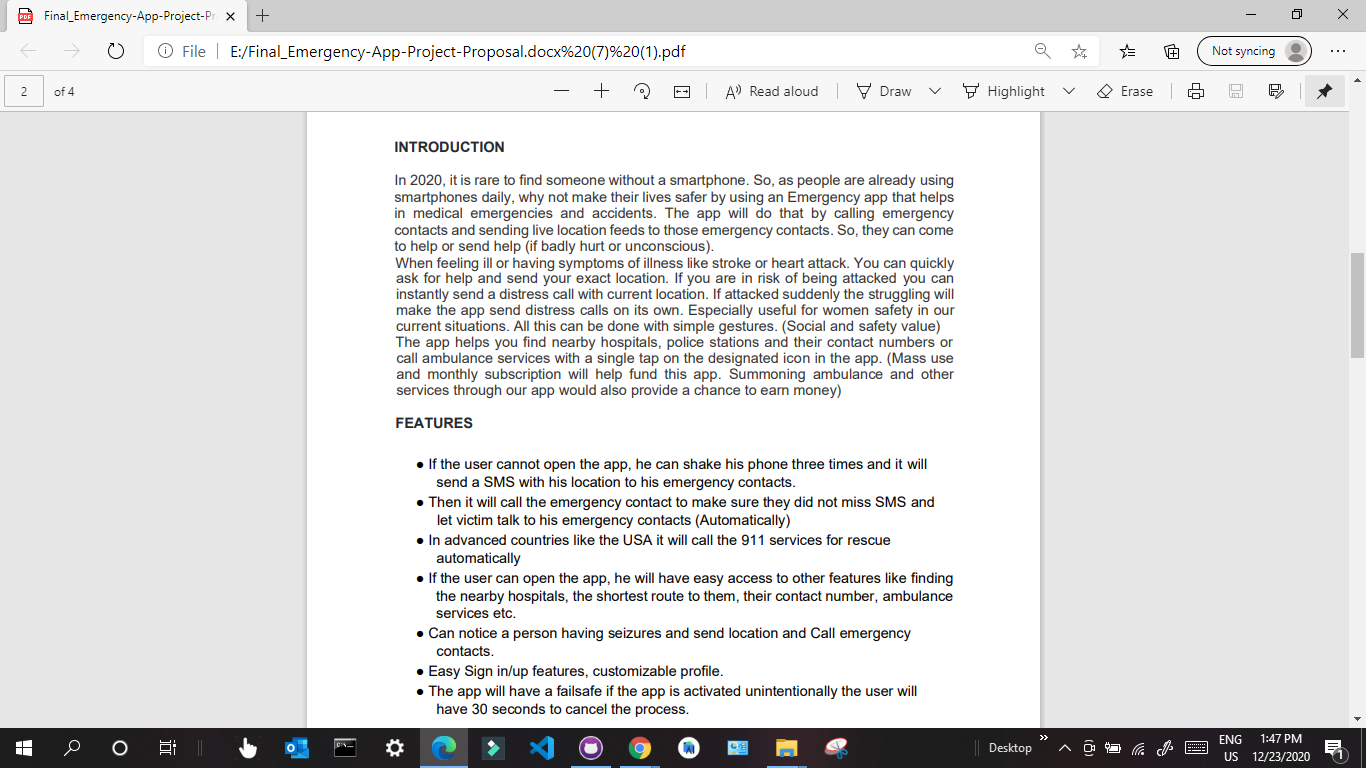 Final_Emergency-App-Project-Pr
File
E:/Final_Emergency-App-Project-Proposal.docx%20(7)%20(1).pdf
Not syncing
2 of 4
Read aloud
Draw
Highlight
Erase
INTRODUCTION
In 2020, it is rare to find someone without a smartphone. So, as people are already using
smartphones daily, why not make their lives safer by using an Emergency app that helps
in medical emergencies and accidents. The app will do that by calling emergency
contacts and sending live location feeds to those emergency contacts. So, they can come
to help or send help (if badly hurt or unconscious).
When feeling ill or having symptoms of illness like stroke or heart attack. You can quickly
ask for help and send your exact location. If you are in risk of being attacked you can
instantly send a distress call with current location. If attacked suddenly the struggling will
make the app send distress calls on its own. Especially useful for women safety in our
current situations. All this can be done with simple gestures. (Social and safety value)
The app helps you find nearby hospitals, police stations and their contact numbers or
call ambulance services with a single tap on the designated icon in the app. (Mass use
and monthly subscription will help fund this app. Summoning ambulance and other
services through our app would also provide a chance to earn money)
FEATURES
● If the user cannot open the app, he can shake his phone three times and it will
send a SMS with his location to his emergency contacts.
● Then it will call the emergency contact to make sure they did not miss SMS and
let victim talk to his emergency contacts (Automatically)
● In advanced countries like the USA it will call the 911 services for rescue
automatically
● If the user can open the app, he will have easy access to other features like finding
the nearby hospitals, the shortest route to them, their contact number, ambulance
services etc.
● Can notice a person having seizures and send location and Call emergency
contacts.
● Easy Sign in/up features, customizable profile.
● The app will have a failsafe if the app is activated unintentionally the user will
have 30 seconds to cancel the process.
Desktop
ENG
US
1:47 PM
12/23/2020
1